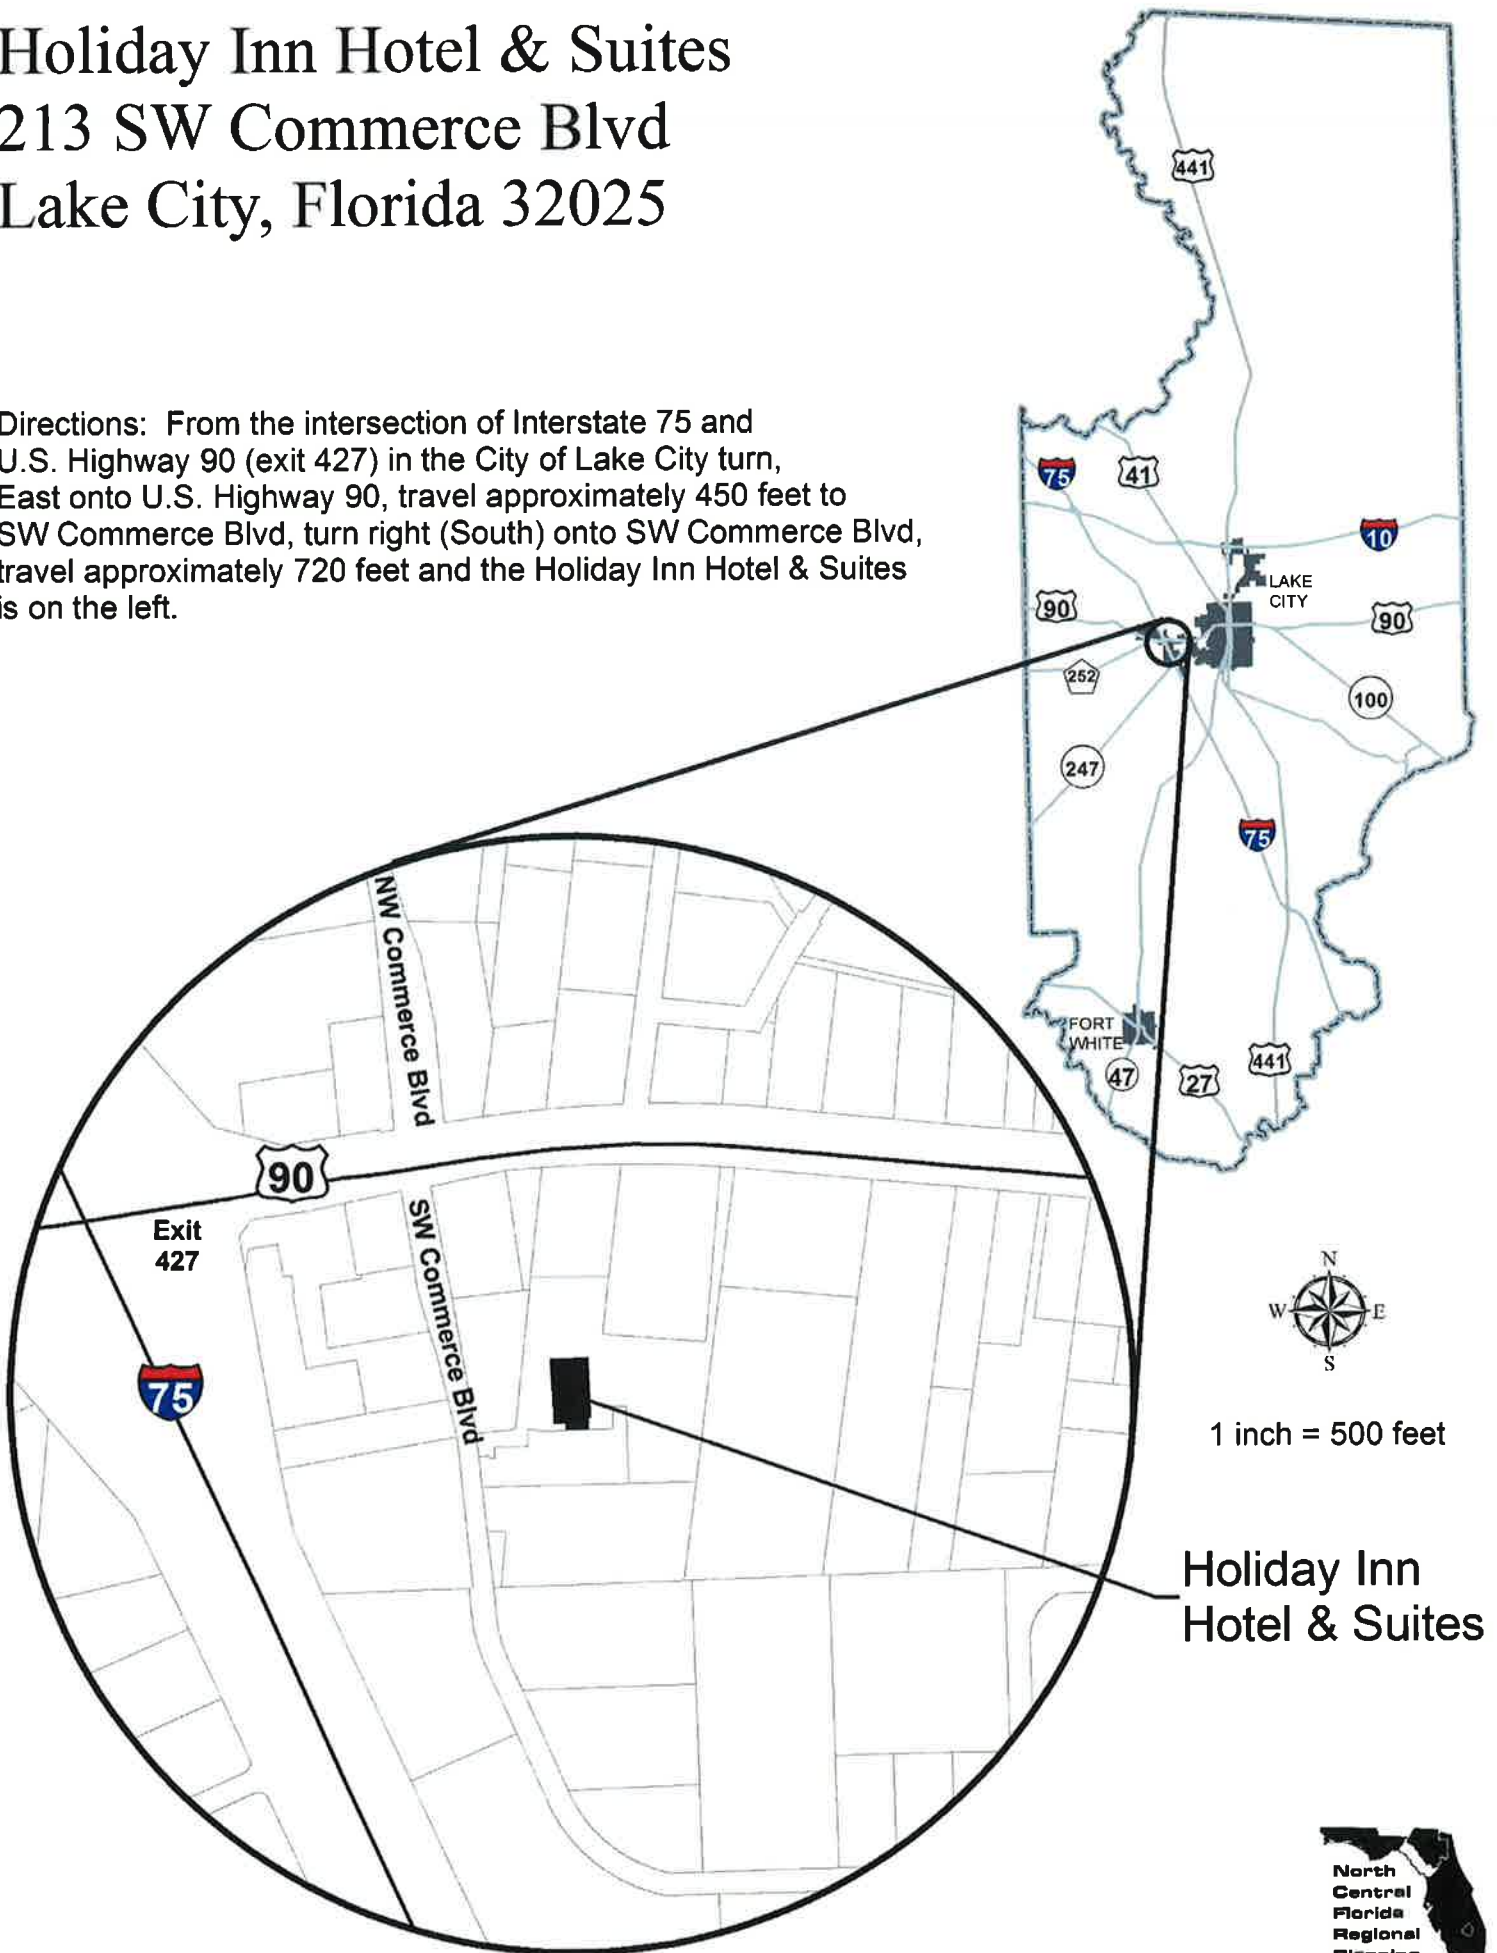 Holiday Inn Hotel & Suites
213 SW Commerce Blvd
Lake City, Florida 32025
Directions: From the intersection of Interstate 75 and
U.S. Highway 90 (exit 427) in the City of Lake City turn,
East onto U.S. Highway 90, travel approximately 450 feet to
SW Commerce Blvd, turn right (South) onto SW Commerce Blvd,
travel approximately 720 feet and the Holiday Inn Hotel & Suites
is on the left.
441
75
41
10
LAKE
CITY
90
90
252
100
247
75
FORT
WHITE
47
27
441
NW Commerce Blvd
90
Exit
427
SW Commerce Blvd
75
N
W
E
S
1 inch = 500 feet
Holiday Inn
Hotel & Suites
North
Central
Florida
Regional